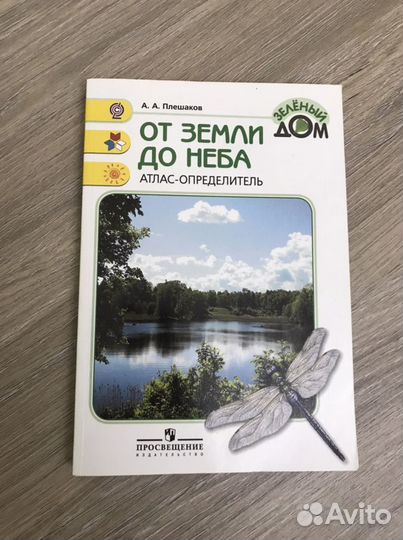 А. А. Плешаков
ЗЕЛЁНЫЙ
ДОМ
ОТ ЗЕМЛИ
ДО НЕБА
АТЛАС-ОПРЕДЕЛИТЕЛЬ
ПРОСВЕЩЕНИЕ
ИЗДАТЕЛЬСТВО
Avito